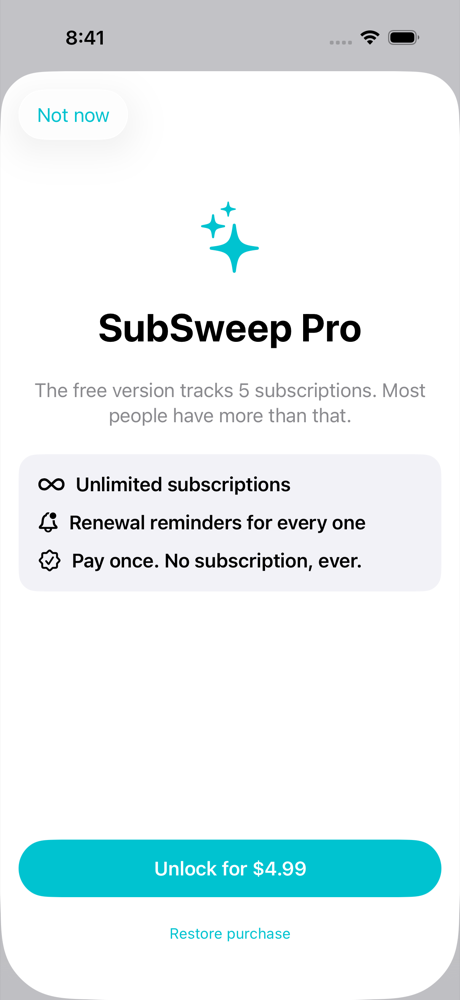 8:41
Not now
SubSweep Pro
The free version tracks 5 subscriptions. Most
people have more than that.
Unlimited subscriptions
Renewal reminders for every one
Pay once. No subscription, ever.
Unlock for $4.99
Restore purchase